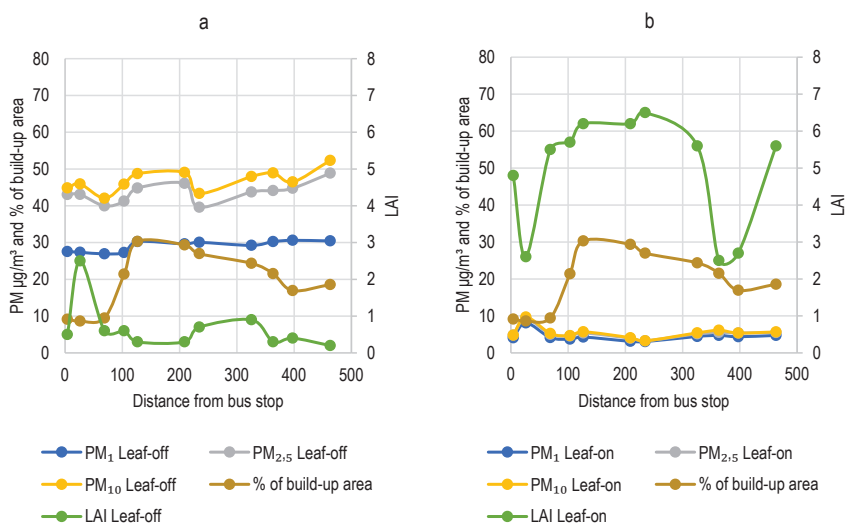 a
80
70
60
50
40
30
20
10
0
8
7
6
5
4
3
2
1
0
PM µg/m³ and % of build-up area
LAI
0 100 200 300 400 500
Distance from bus stop
PM₁ Leaf-off
PM₂,₅ Leaf-off
PM₁₀ Leaf-off
% of build-up area
LAI Leaf-off
b
80
70
60
50
40
30
20
10
0
8
7
6
5
4
3
2
1
0
PM µg/m³ and % of build-up area
LAI
0 100 200 300 400 500
Distance from bus stop
PM₁ Leaf-on
PM₂,₅ Leaf-on
PM₁₀ Leaf-on
% of build-up area
LAI Leaf-on